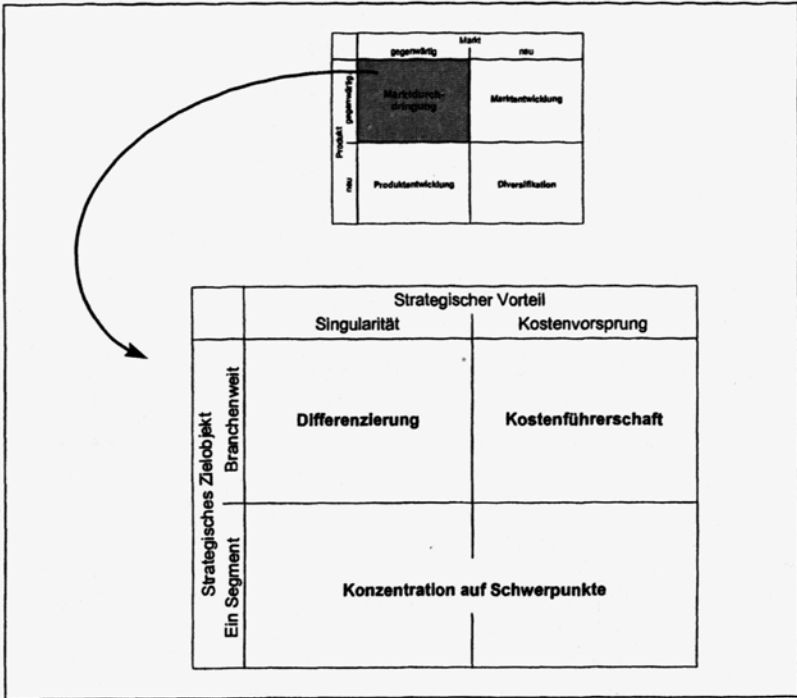 Markt
gegenwärtig neu
Produkt
gegenwärtig
Marktdurch-
dringung
Marktentwicklung
neu
Produktentwicklung
Diversifikation
Strategischer Vorteil
Singularität Kostenvorsprung
Strategisches Zielobjekt
Branchenweit
Differenzierung
Kostenführerschaft
Ein Segment
Konzentration auf Schwerpunkte